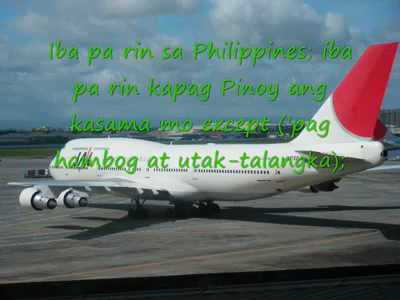 Iba pa rin sa Philippines; iba
pa rin kapag Pinoy ang
kasama mo except ('pag
hambog at utak-talangka);
JAL